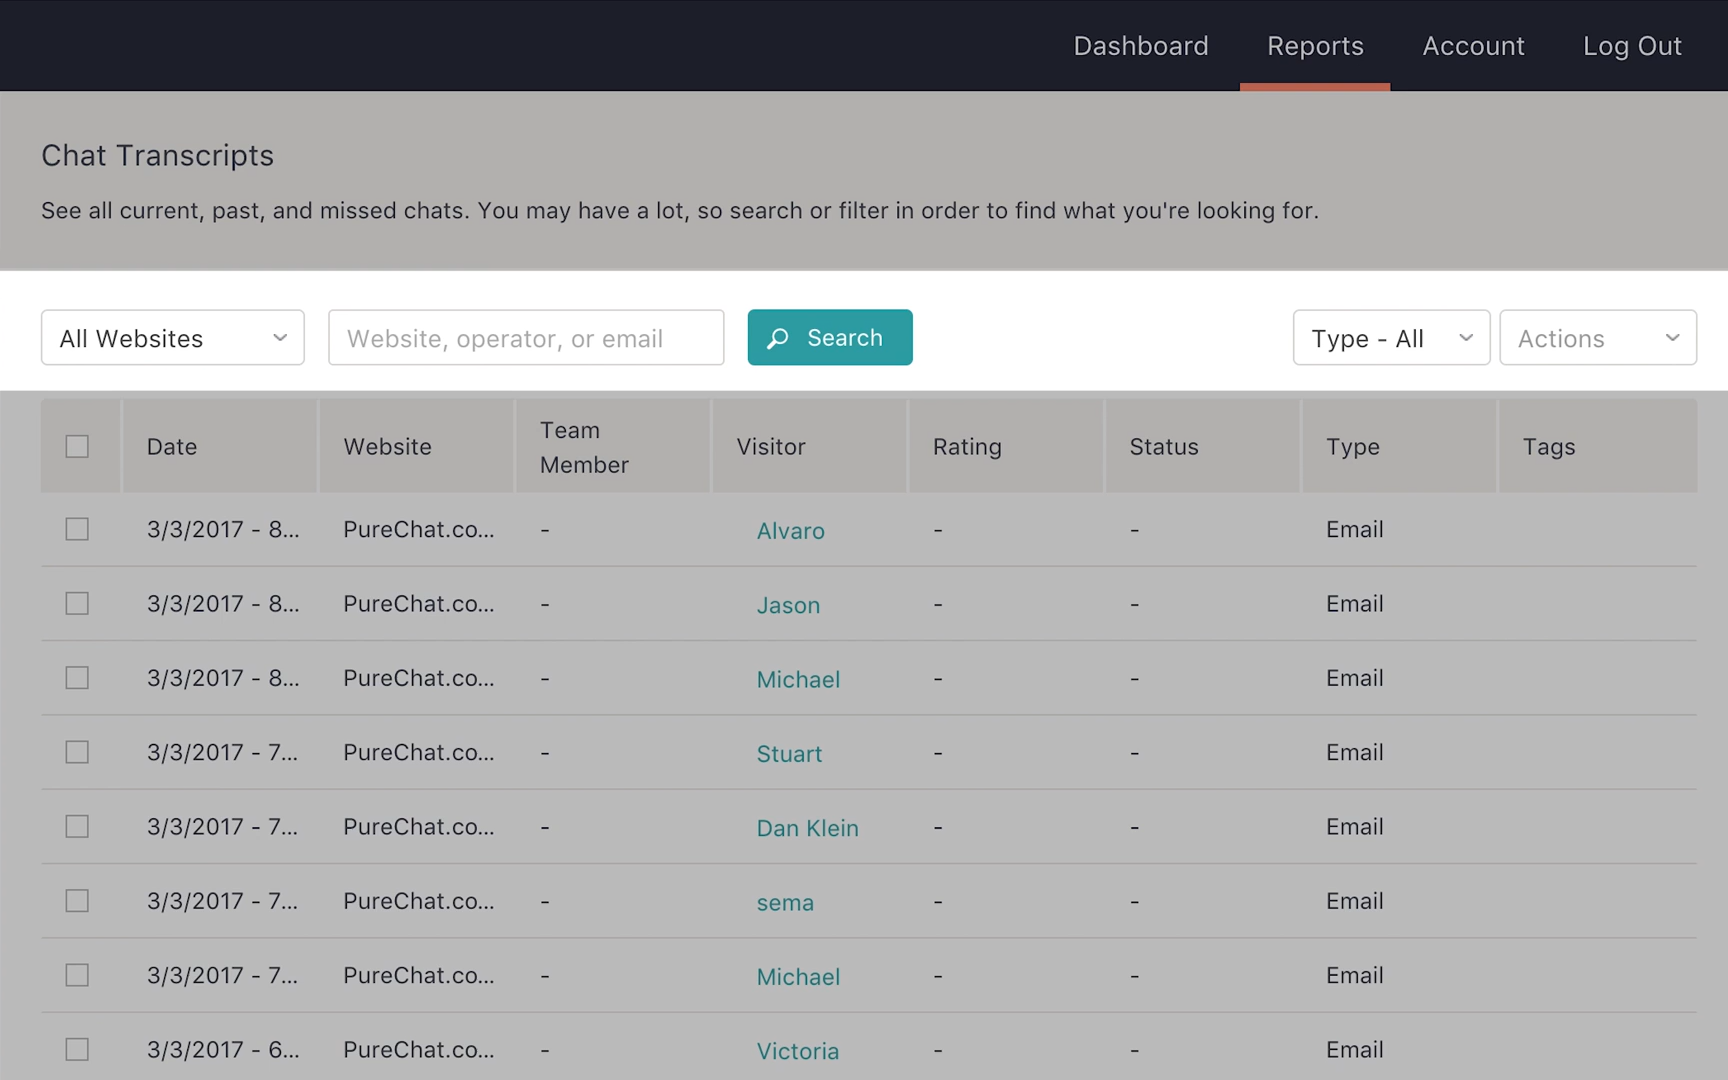 Dashboard Reports Account Log Out
Chat Transcripts
See all current, past, and missed chats. You may have a lot, so search or filter in order to find what you're looking for.
All Websites Website, operator, or email Search Type - All Actions
Date Website Team Member Visitor Rating Status Type Tags
3/3/2017 - 8... PureChat.co... - Alvaro - - Email
3/3/2017 - 8... PureChat.co... - Jason - - Email
3/3/2017 - 8... PureChat.co... - Michael - - Email
3/3/2017 - 7... PureChat.co... - Stuart - - Email
3/3/2017 - 7... PureChat.co... - Dan Klein - - Email
3/3/2017 - 7... PureChat.co... - sema - - Email
3/3/2017 - 7... PureChat.co... - Michael - - Email
3/3/2017 - 6... PureChat.co... - Victoria - - Email